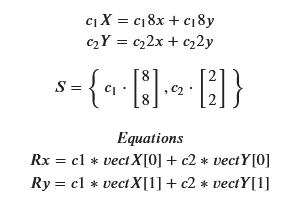 c₁X = c₁8x + c₁8y
c₂Y = c₂2x + c₂2y
S = { c₁ · [8 8], c₂ · [2 2] }
Equations
Rx = c1 * vectX[0] + c2 * vectY[0]
Ry = c1 * vectX[1] + c2 * vectY[1]